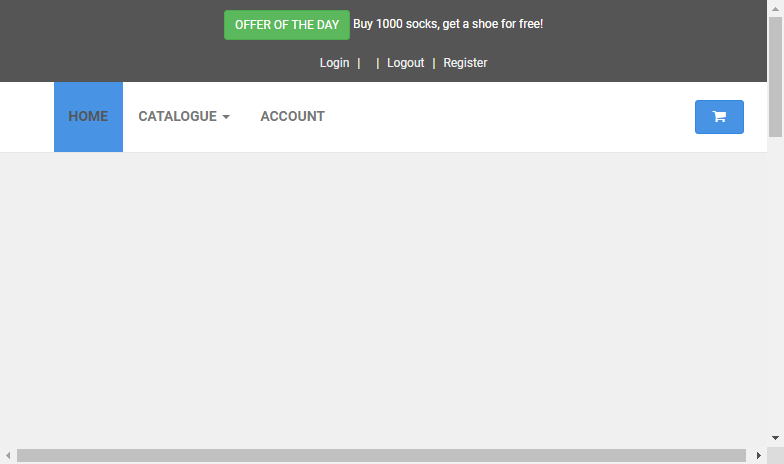 OFFER OF THE DAY Buy 1000 socks, get a shoe for free!
Login | | Logout | Register
HOME CATALOGUE ACCOUNT